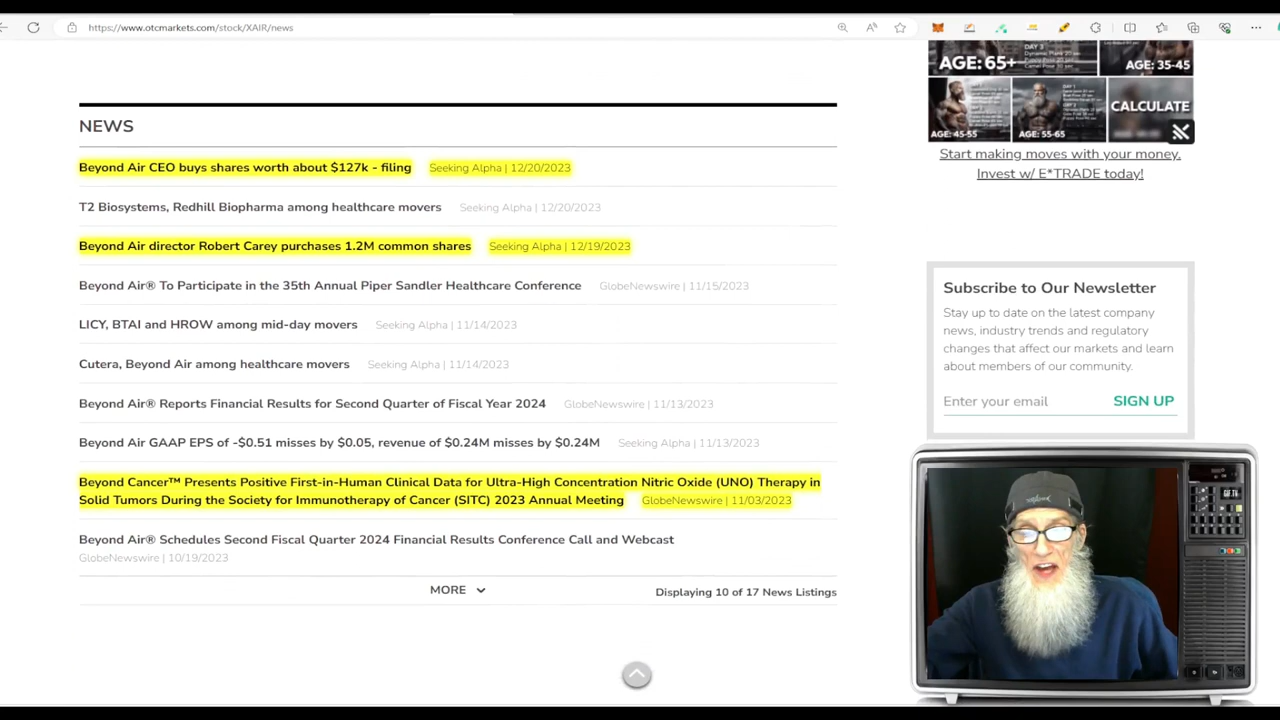 https://www.otcmarkets.com/stock/XAIR/news
NEWS
Beyond Air CEO buys shares worth about $127k - filing Seeking Alpha | 12/20/2023
T2 Biosystems, Redhill Biopharma among healthcare movers Seeking Alpha | 12/20/2023
Beyond Air director Robert Carey purchases 1.2M common shares Seeking Alpha | 12/19/2023
Beyond Air® To Participate in the 35th Annual Piper Sandler Healthcare Conference GlobeNewswire | 11/15/2023
LICY, BTAI and HROW among mid-day movers Seeking Alpha | 11/14/2023
Cutera, Beyond Air among healthcare movers Seeking Alpha | 11/14/2023
Beyond Air® Reports Financial Results for Second Quarter of Fiscal Year 2024 GlobeNewswire | 11/13/2023
Beyond Air GAAP EPS of -$0.51 misses by $0.05, revenue of $0.24M misses by $0.24M Seeking Alpha | 11/13/2023
Beyond Cancer™ Presents Positive First-in-Human Clinical Data for Ultra-High Concentration Nitric Oxide (UNO) Therapy in
Solid Tumors During the Society for Immunotherapy of Cancer (SITC) 2023 Annual Meeting GlobeNewswire | 11/03/2023
Beyond Air® Schedules Second Fiscal Quarter 2024 Financial Results Conference Call and Webcast
GlobeNewswire | 10/19/2023
MORE
Displaying 10 of 17 News Listings
DAY 3
AGE: 65+
AGE: 35-45
DAY 1
DAY 1
CALCULATE
AGE: 45-55
AGE: 55-65
Start making moves with your money.
Invest w/ E*TRADE today!
Subscribe to Our Newsletter
Stay up to date on the latest company
news, industry trends and regulatory
changes that affect our markets and learn
about members of our community.
Enter your email SIGN UP
GIF.TV